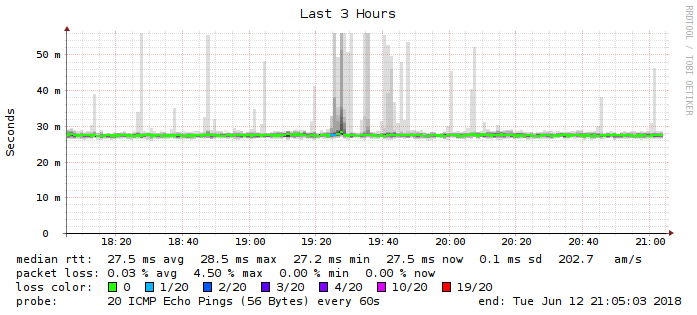 Last 3 Hours
RRDTOOL / TOBI OETIKER
Seconds
50 m
40 m
30 m
20 m
10 m
0
18:20 18:40 19:00 19:20 19:40 20:00 20:20 20:40 21:00
median rtt: 27.5 ms avg 28.5 ms max 27.2 ms min 27.5 ms now 0.1 ms sd 202.7 am/s
packet loss: 0.03 % avg 4.50 % max 0.00 % min 0.00 % now
loss color: 0 1/20 2/20 3/20 4/20 10/20 19/20
probe: 20 ICMP Echo Pings (56 Bytes) every 60s end: Tue Jun 12 21:05:03 2018